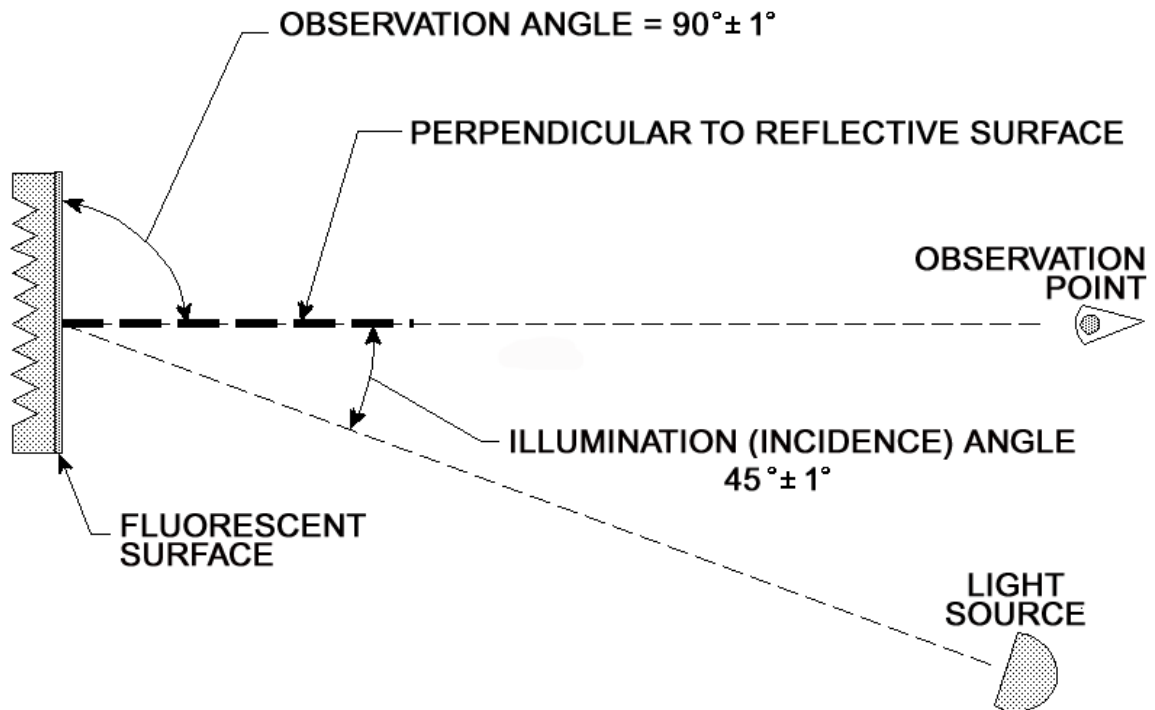 OBSERVATION ANGLE = 90°± 1°
PERPENDICULAR TO REFLECTIVE SURFACE
OBSERVATION
POINT
ILLUMINATION (INCIDENCE) ANGLE
45°± 1°
FLUORESCENT
SURFACE
LIGHT
SOURCE